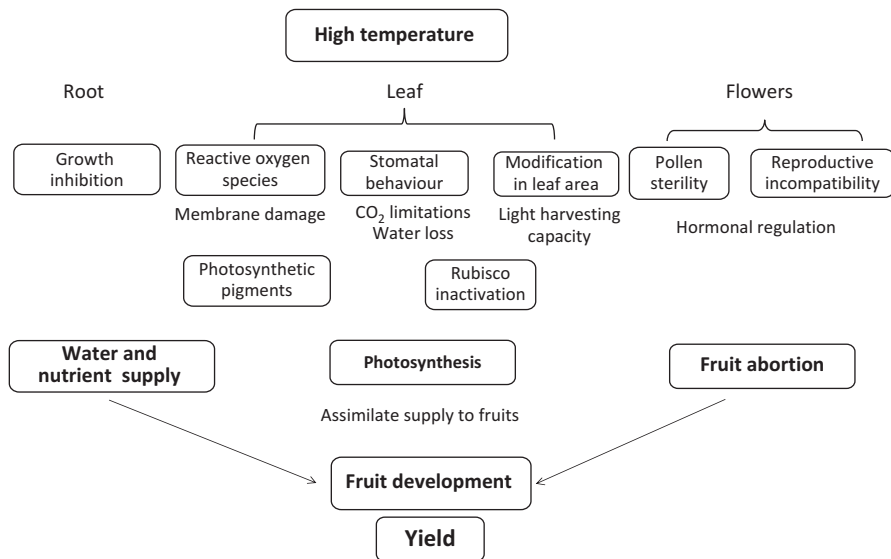 High temperature
Root
Leaf
Flowers
Growth
inhibition
Reactive oxygen
species
Stomatal
behaviour
Modification
in leaf area
Pollen
sterility
Reproductive
incompatibility
Membrane damage
CO₂ limitations
Water loss
Light harvesting
capacity
Hormonal regulation
Photosynthetic
pigments
Rubisco
inactivation
Water and
nutrient supply
Photosynthesis
Fruit abortion
Assimilate supply to fruits
Fruit development
Yield